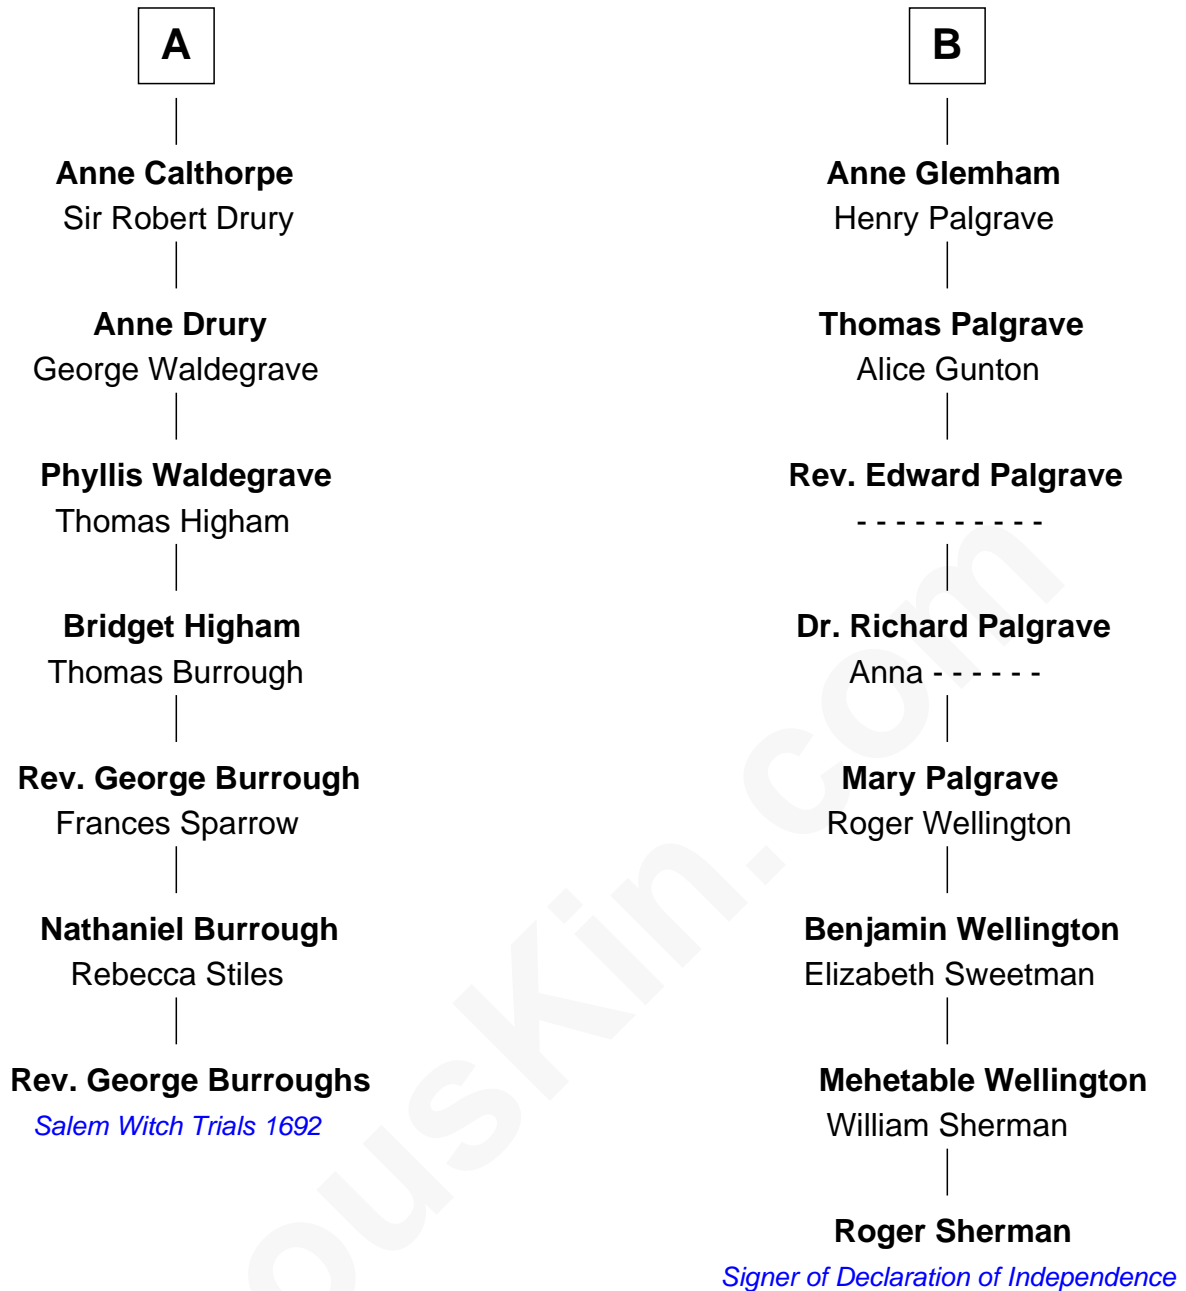 A
Anne Calthorpe
Sir Robert Drury
Anne Drury
George Waldegrave
Phyllis Waldegrave
Thomas Higham
Bridget Higham
Thomas Burrough
Rev. George Burrough
Frances Sparrow
Nathaniel Burrough
Rebecca Stiles
Rev. George Burroughs
Salem Witch Trials 1692
B
Anne Glemham
Henry Palgrave
Thomas Palgrave
Alice Gunton
Rev. Edward Palgrave
- - - - - - - - - -
Dr. Richard Palgrave
Anna - - - - - -
Mary Palgrave
Roger Wellington
Benjamin Wellington
Elizabeth Sweetman
Mehetable Wellington
William Sherman
Roger Sherman
Signer of Declaration of Independence
ouskin.com